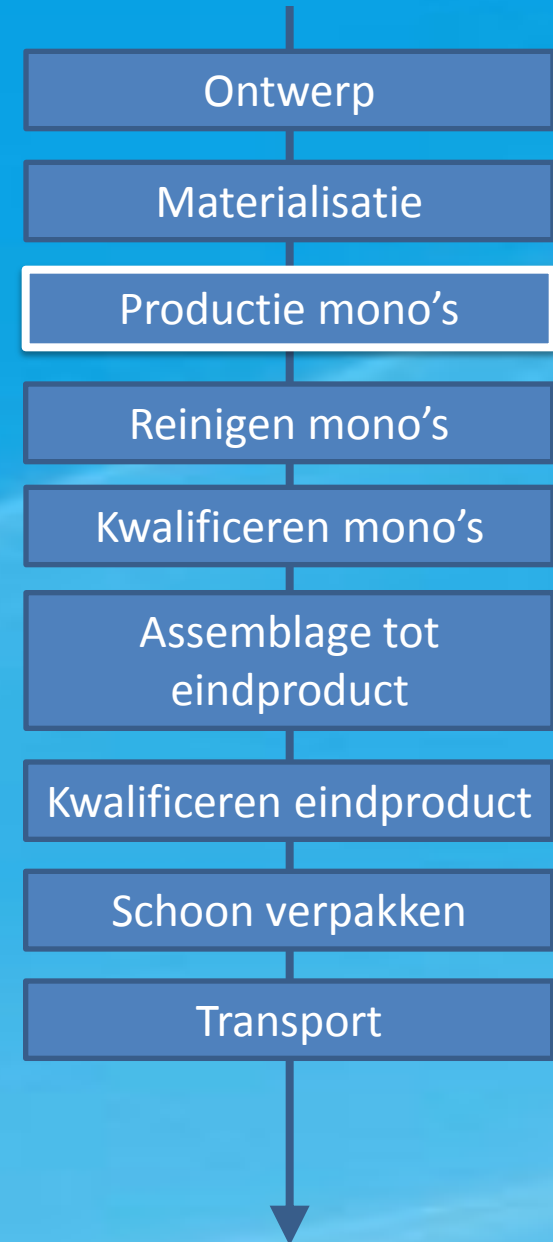 Ontwerp
Materialisatie
Productie mono’s
Reinigen mono’s
Kwalificeren mono’s
Assemblage tot
eindproduct
Kwalificeren eindproduct
Schoon verpakken
Transport